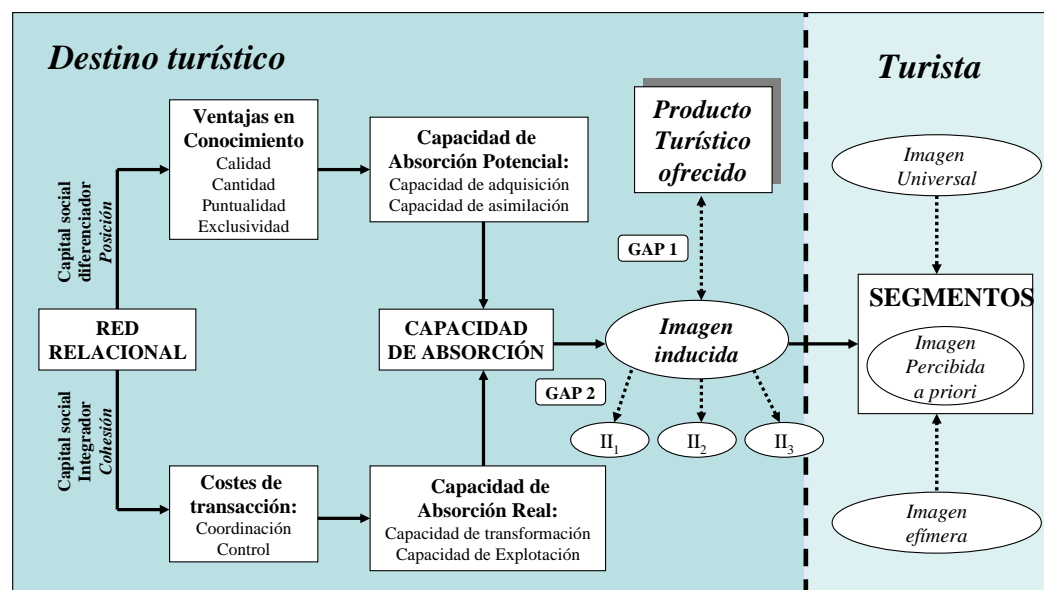 Destino turístico
Turista
Ventajas en
Conocimiento
Calidad
Cantidad
Puntualidad
Exclusividad
Capacidad de
Absorción Potencial:
Capacidad de adquisición
Capacidad de asimilación
Producto
Turístico
ofrecido
Imagen
Universal
Capital social
diferenciador
Posición
GAP 1
RED
RELACIONAL
CAPACIDAD
DE ABSORCIÓN
Imagen
inducida
SEGMENTOS
Imagen
Percibida
a priori
GAP 2
II1
II2
II3
Capital social
Integrador
Cohesión
Costes de
transacción:
Coordinación
Control
Capacidad de
Absorción Real:
Capacidad de transformación
Capacidad de Explotación
Imagen
efímera